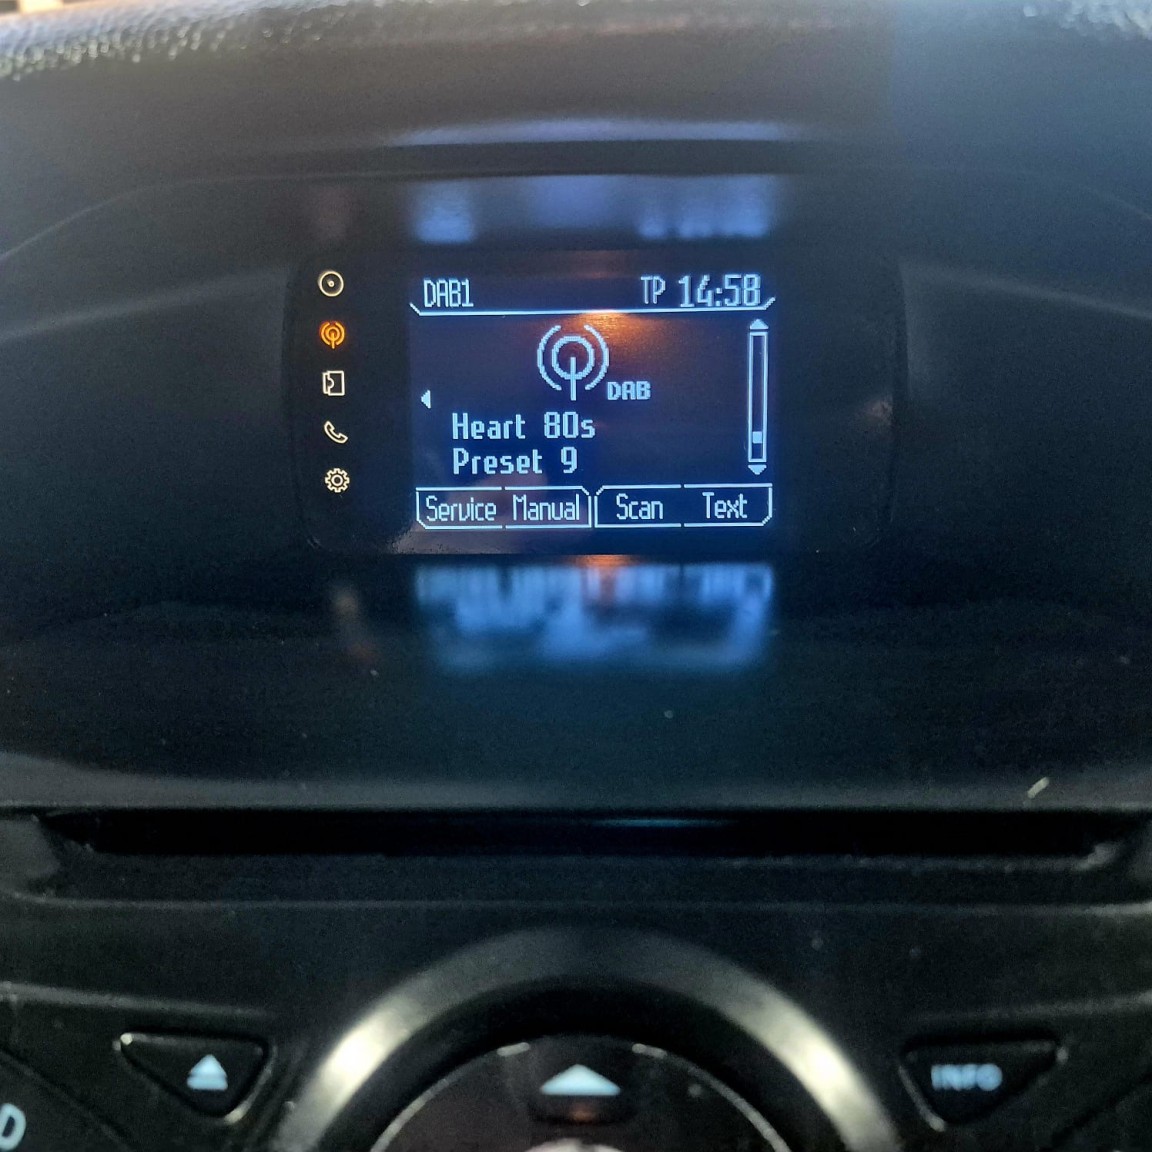 DAB1 TP 14:58
DAB
Heart 80s
Preset 9
Service Manual Scan Text
INFO
D